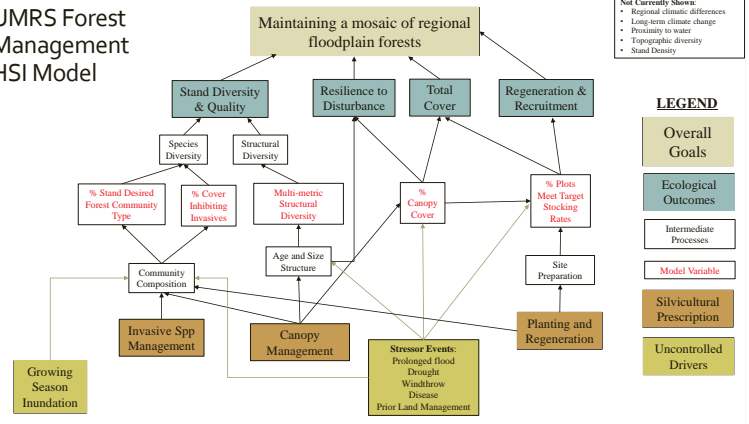 UMRS Forest
Management
HSI Model
Maintaining a mosaic of regional
floodplain forests
Not Currently Shown:
• Regional climatic differences
• Long-term climate change
• Proximity to water
• Topographic diversity
• Stand Density
Stand Diversity
& Quality
Resilience to
Disturbance
Total
Cover
Regeneration &
Recruitment
Species
Diversity
Structural
Diversity
% Stand Desired
Forest Community
Type
% Cover
Inhibiting
Invasives
Multi-metric
Structural
Diversity
%
Canopy
Cover
% Plots
Meet Target
Stocking
Rates
Community
Composition
Age and Size
Structure
Site
Preparation
Invasive Spp
Management
Canopy
Management
Planting and
Regeneration
Growing
Season
Inundation
Stressor Events:
Prolonged flood
Drought
Windthrow
Disease
Prior Land Management
LEGEND
Overall
Goals
Ecological
Outcomes
Intermediate
Processes
Model Variable
Silvicultural
Prescription
Uncontrolled
Drivers